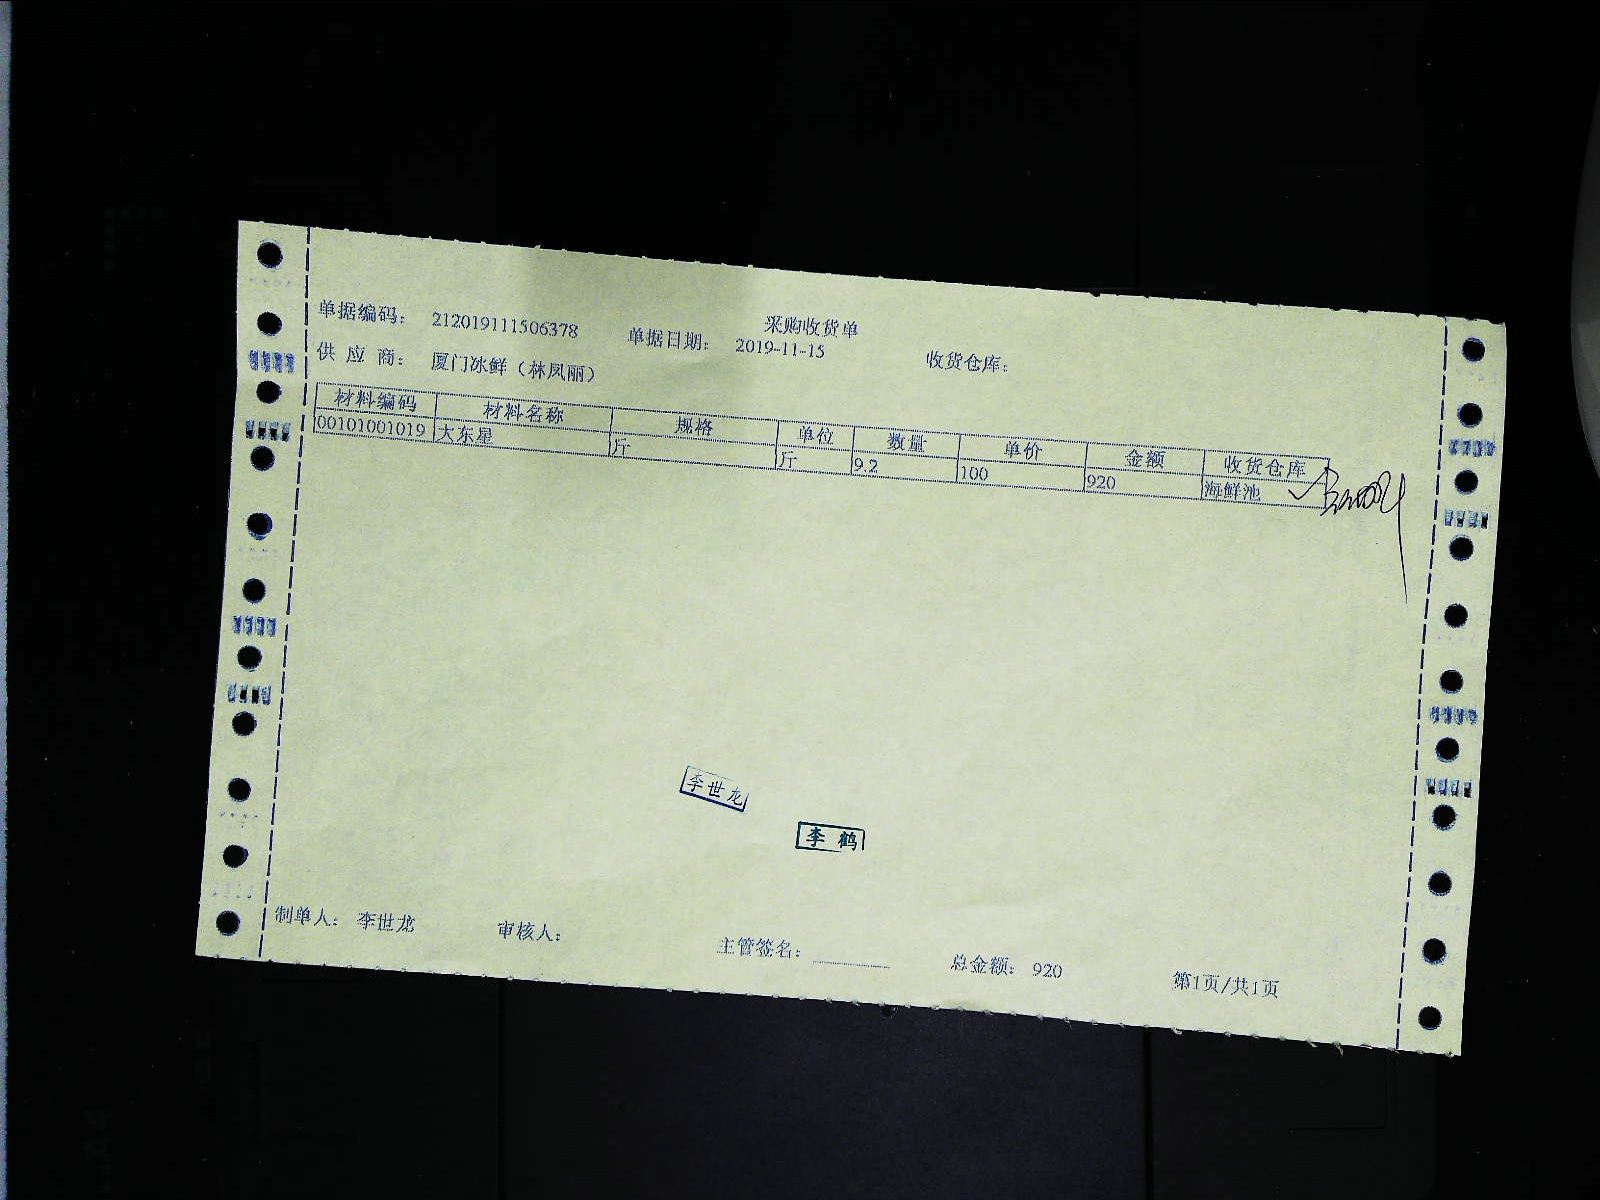 采购收货单
单据编码: 212019111506378 单据日期: 2019-11-15 收货仓库:
供 应 商: 厦门冰鲜（林凤丽）
材料编码 材料名称 规格 单位 数量 单价 金额 收货仓库
00101001019 大东星 斤 斤 9.2 100 920 海鲜池
李世龙
李鹤
制单人: 李世龙 审核人: 主管签名: 总金额: 920 第1页/共1页